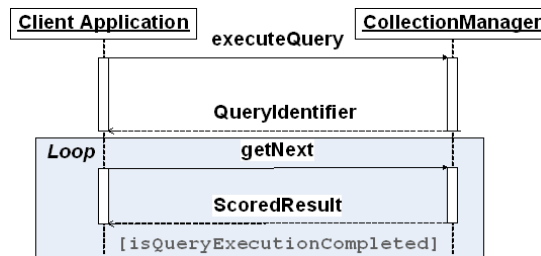 Client Application CollectionManager
executeQuery
QueryIdentifier
Loop getNext
ScoredResult
[isQueryExecutionCompleted]